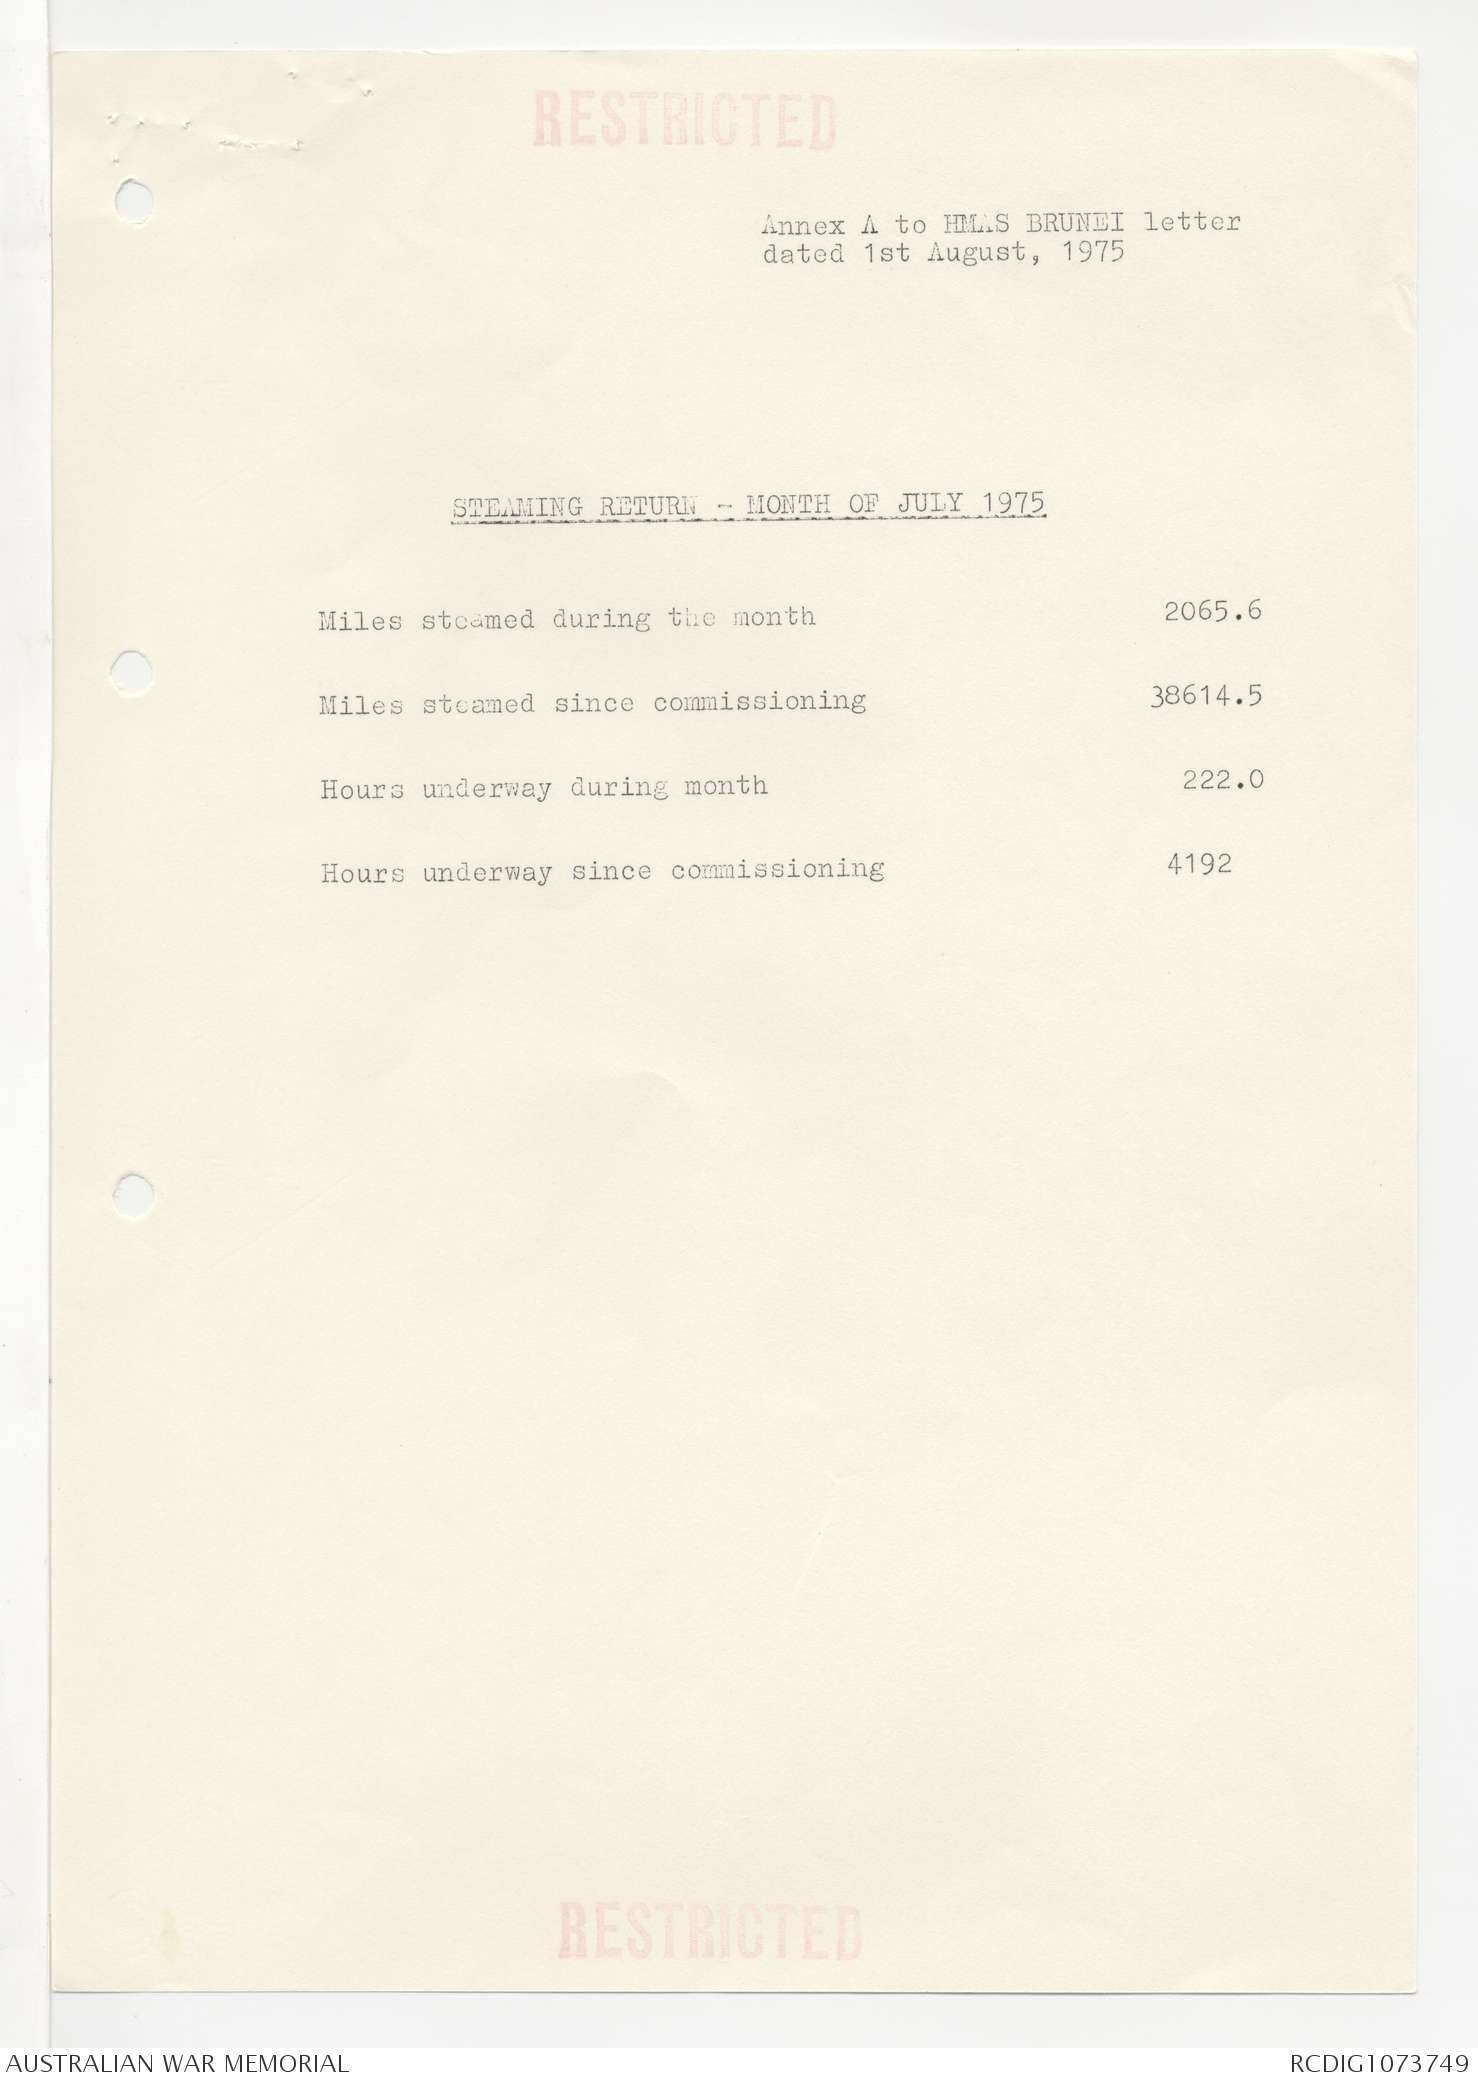 RESTRICTED
Annex A to HMAS BRUNEI letter
dated 1st August, 1975
STEAMING RETURN - MONTH OF JULY 1975
Miles steamed during the month 2065.6
Miles steamed since commissioning 38614.5
Hours underway during month 222.0
Hours underway since commissioning 4192
RESTRICTED
AUSTRALIAN WAR MEMORIAL RCDIG1073749